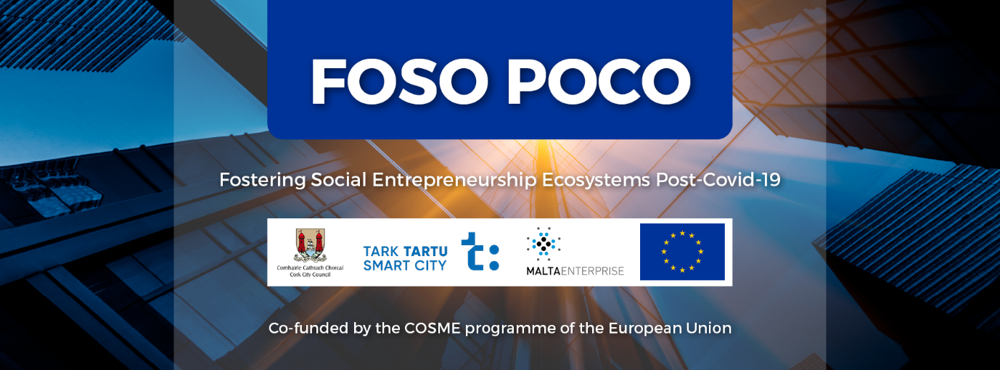 FOSO POCO
Fostering Social Entrepreneurship Ecosystems Post-Covid-19
Comhairle Cathrach Chorcaí
Cork City Council
TARK TARTU
SMART CITY
t:
MALTAENTERPRISE
Co-funded by the COSME programme of the European Union